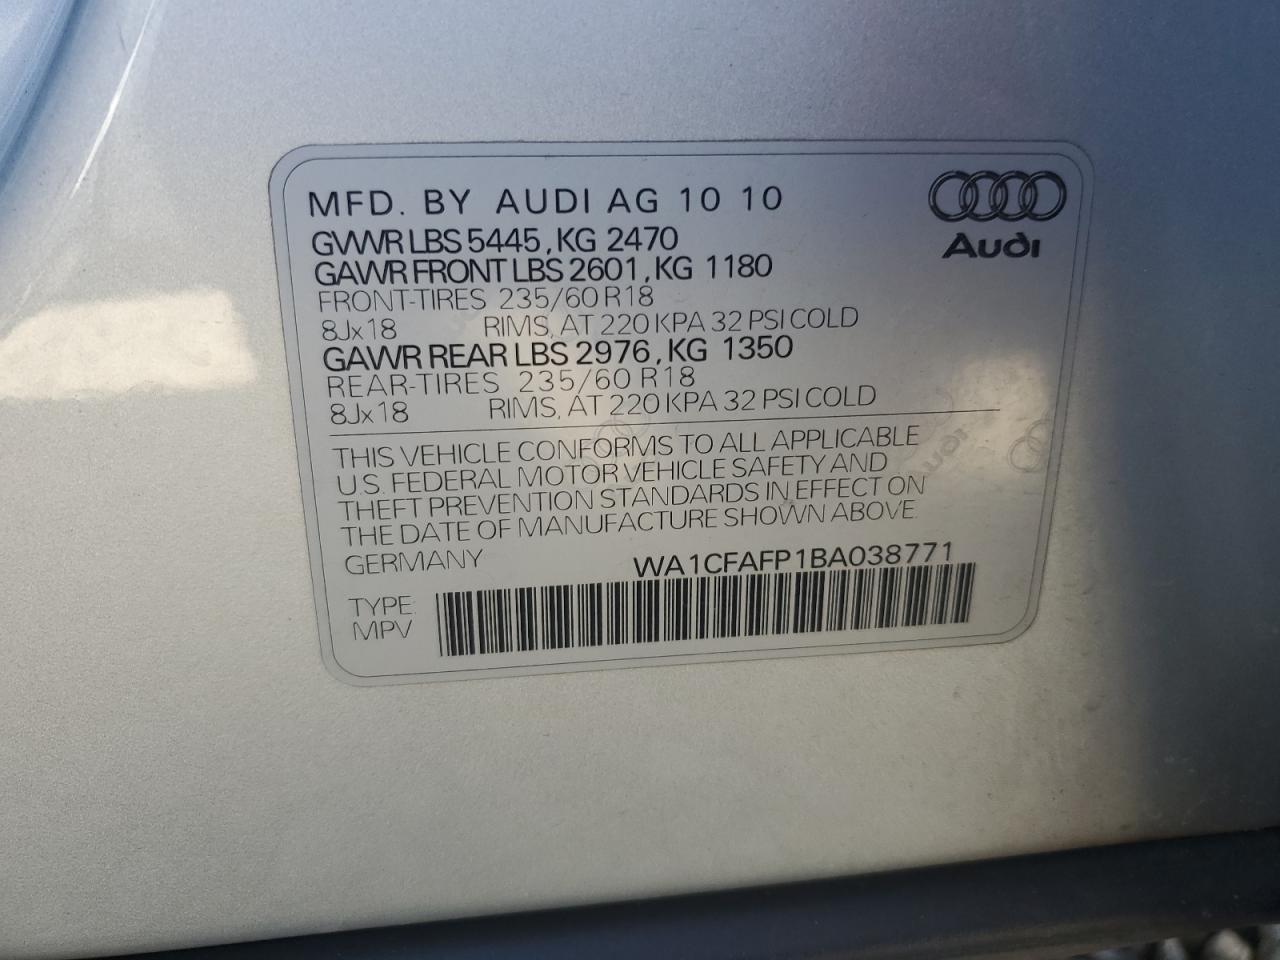 MFD. BY AUDI AG 10 10
Audi
GVWR LBS 5445, KG 2470
GAWR FRONT LBS 2601, KG 1180
FRONT-TIRES 235/60 R18
8Jx18 RIMS, AT 220 KPA 32 PSI COLD
GAWR REAR LBS 2976, KG 1350
REAR-TIRES 235/60 R18
8Jx18 RIMS, AT 220 KPA 32 PSI COLD
THIS VEHICLE CONFORMS TO ALL APPLICABLE
U.S. FEDERAL MOTOR VEHICLE SAFETY AND
THEFT PREVENTION STANDARDS IN EFFECT ON
THE DATE OF MANUFACTURE SHOWN ABOVE.
GERMANY WA1CFAFP1BA038771
TYPE:
MPV
Audi